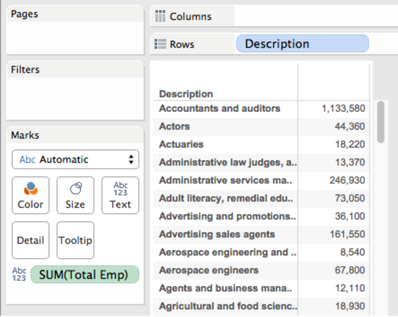 Pages
Columns
Rows
Description
Filters
Marks
Abc Automatic
Color
Size
Abc
123
Text
Detail
Tooltip
Abc
123
SUM(Total Emp)
Description
Accountants and auditors 1,133,580
Actors 44,360
Actuaries 18,220
Administrative law judges, a.. 13,370
Administrative services ma.. 246,930
Adult literacy, remedial edu.. 73,050
Advertising and promotions.. 36,100
Advertising sales agents 161,550
Aerospace engineering and .. 8,540
Aerospace engineers 67,800
Agents and business mana.. 12,110
Agricultural and food scienc.. 18,930